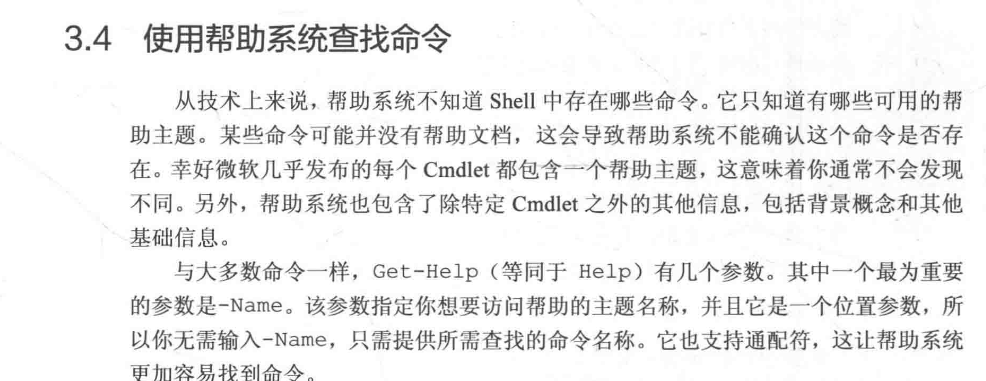 3.4 使用帮助系统查找命令
从技术上来说，帮助系统不知道 Shell 中存在哪些命令。它只知道有哪些可用的帮
助主题。某些命令可能并没有帮助文档，这会导致帮助系统不能确认这个命令是否存
在。幸好微软几乎发布的每个 Cmdlet 都包含一个帮助主题，这意味着你通常不会发现
不同。另外，帮助系统也包含了除特定 Cmdlet 之外的其他信息，包括背景概念和其他
基础信息。
与大多数命令一样，Get-Help（等同于 Help）有几个参数。其中一个最为重要
的参数是-Name。该参数指定你想要访问帮助的主题名称，并且它是一个位置参数，所
以你无需输入-Name，只需提供所需查找的命令名称。它也支持通配符，这让帮助系统
更加容易找到命令。